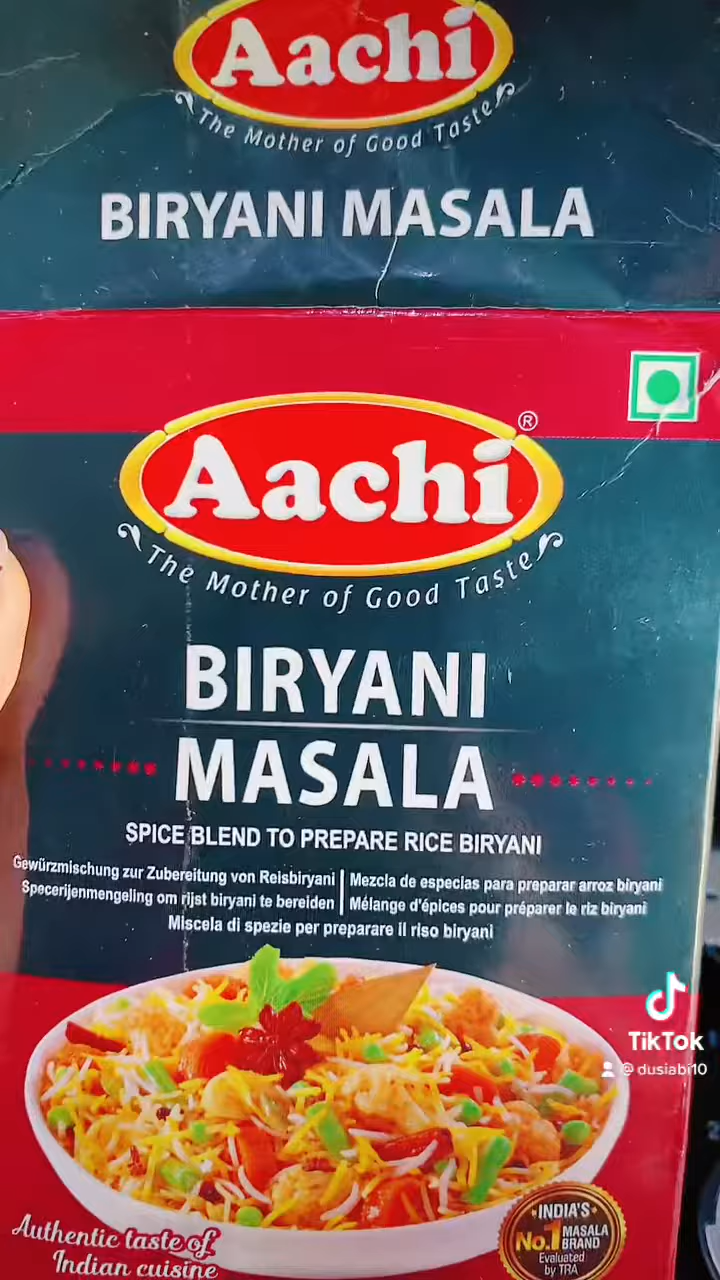 Aachi
The Mother of Good Taste
BIRYANI MASALA
Aachi®
The Mother of Good Taste
BIRYANI
MASALA
SPICE BLEND TO PREPARE RICE BIRYANI
Gewürzmischung zur Zubereitung von Reisbiryani | Mezcla de especias para preparar arroz biryani
Specerijenmengeling om rijst biryani te bereiden | Mélange d'épices pour préparer le riz biryani
Miscela di spezie per preparare il riso biryani
TikTok
@dusiabi10
Authentic taste of
Indian cuisine
INDIA'S
No.1 MASALA
BRAND
Evaluated
by TRA